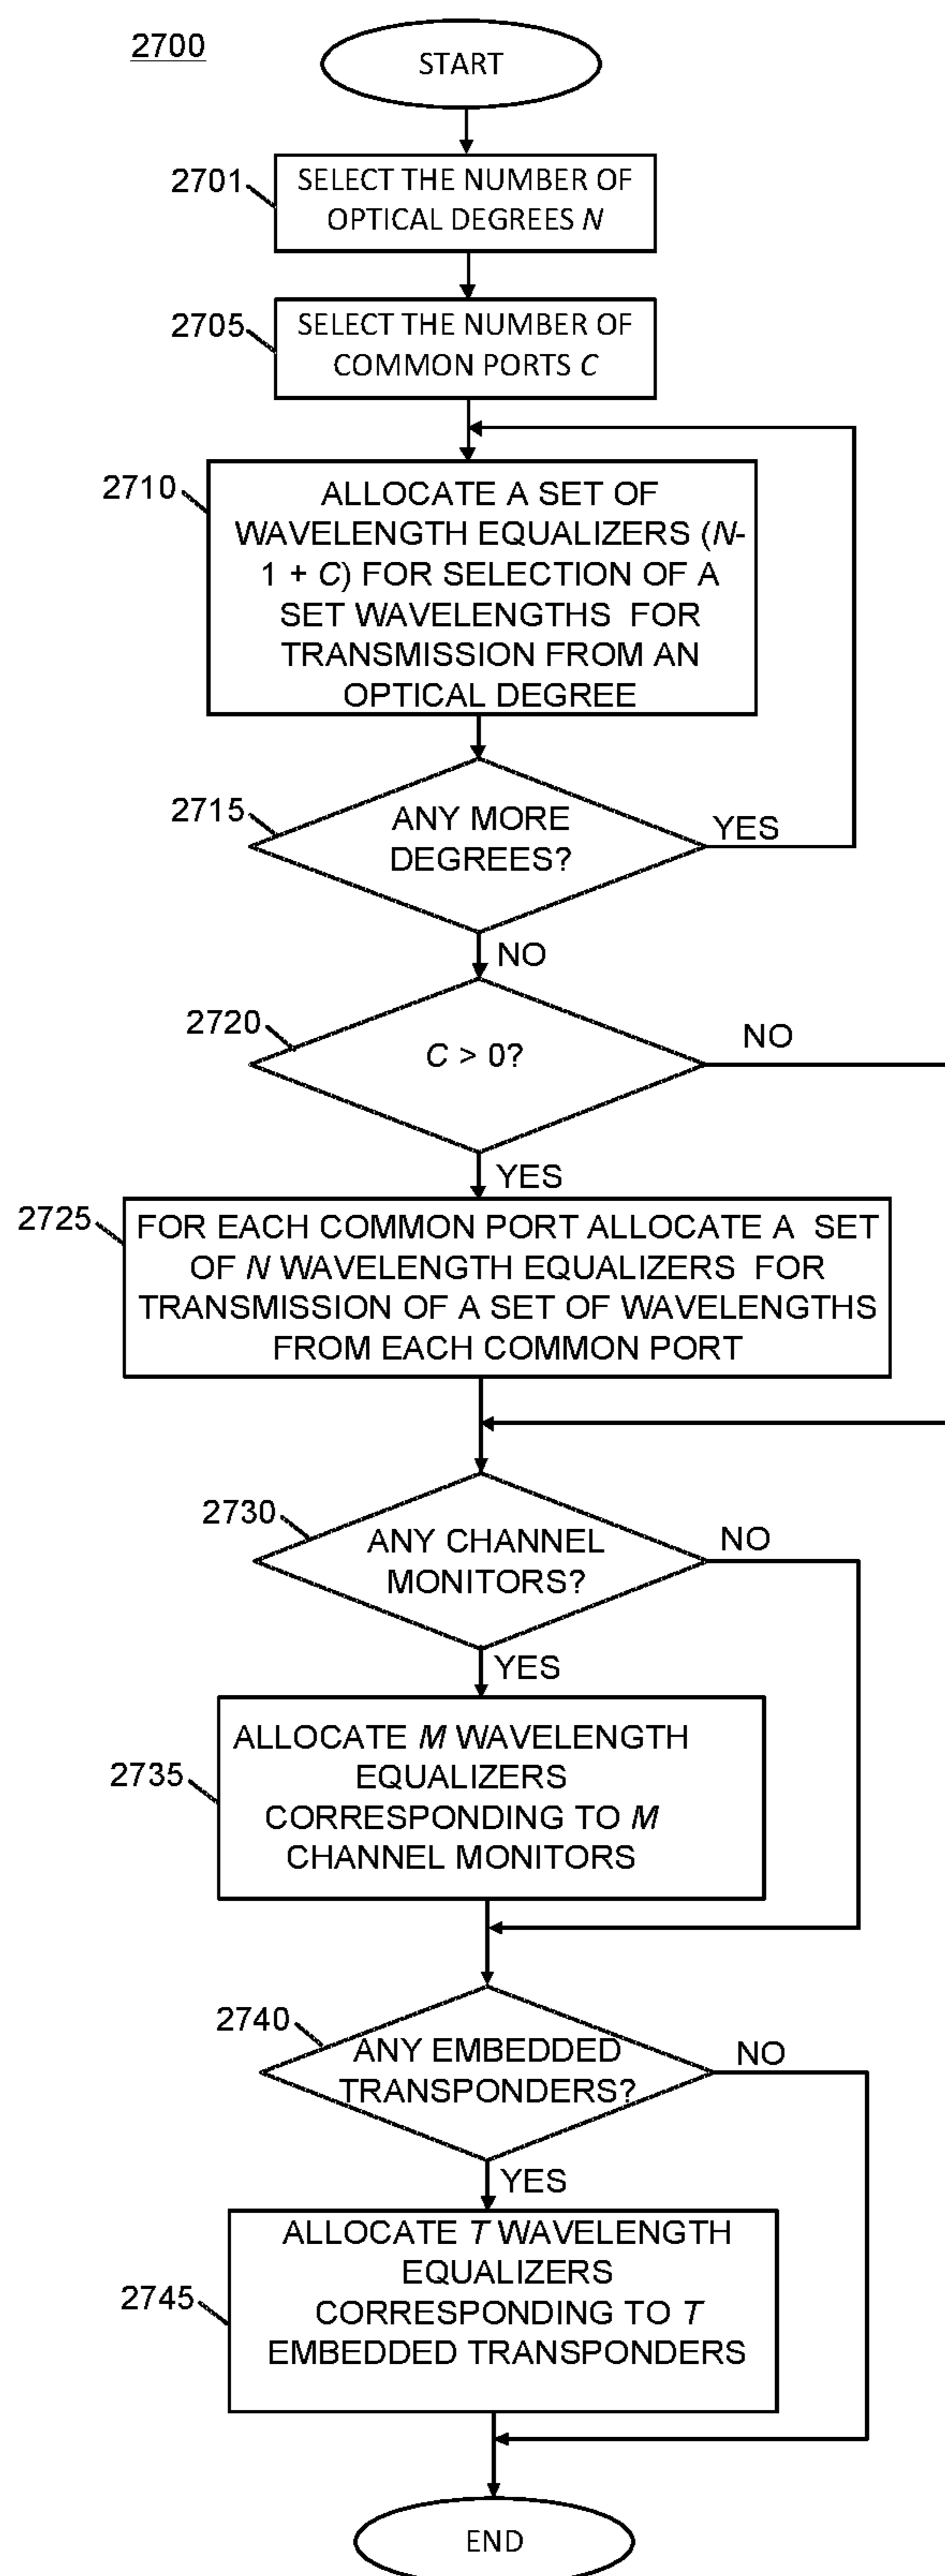 2700
START
2701
SELECT THE NUMBER OF
OPTICAL DEGREES N
2705
SELECT THE NUMBER OF
COMMON PORTS C
2710
ALLOCATE A SET OF
WAVELENGTH EQUALIZERS (N-
1 + C) FOR SELECTION OF A
SET WAVELENGTHS FOR
TRANSMISSION FROM AN
OPTICAL DEGREE
2715
ANY MORE
DEGREES?
YES
NO
2720
C > 0?
NO
YES
2725
FOR EACH COMMON PORT ALLOCATE A SET
OF N WAVELENGTH EQUALIZERS FOR
TRANSMISSION OF A SET OF WAVELENGTHS
FROM EACH COMMON PORT
2730
ANY CHANNEL
MONITORS?
NO
YES
2735
ALLOCATE M WAVELENGTH
EQUALIZERS
CORRESPONDING TO M
CHANNEL MONITORS
2740
ANY EMBEDDED
TRANSPONDERS?
NO
YES
2745
ALLOCATE T WAVELENGTH
EQUALIZERS
CORRESPONDING TO T
EMBEDDED TRANSPONDERS
END